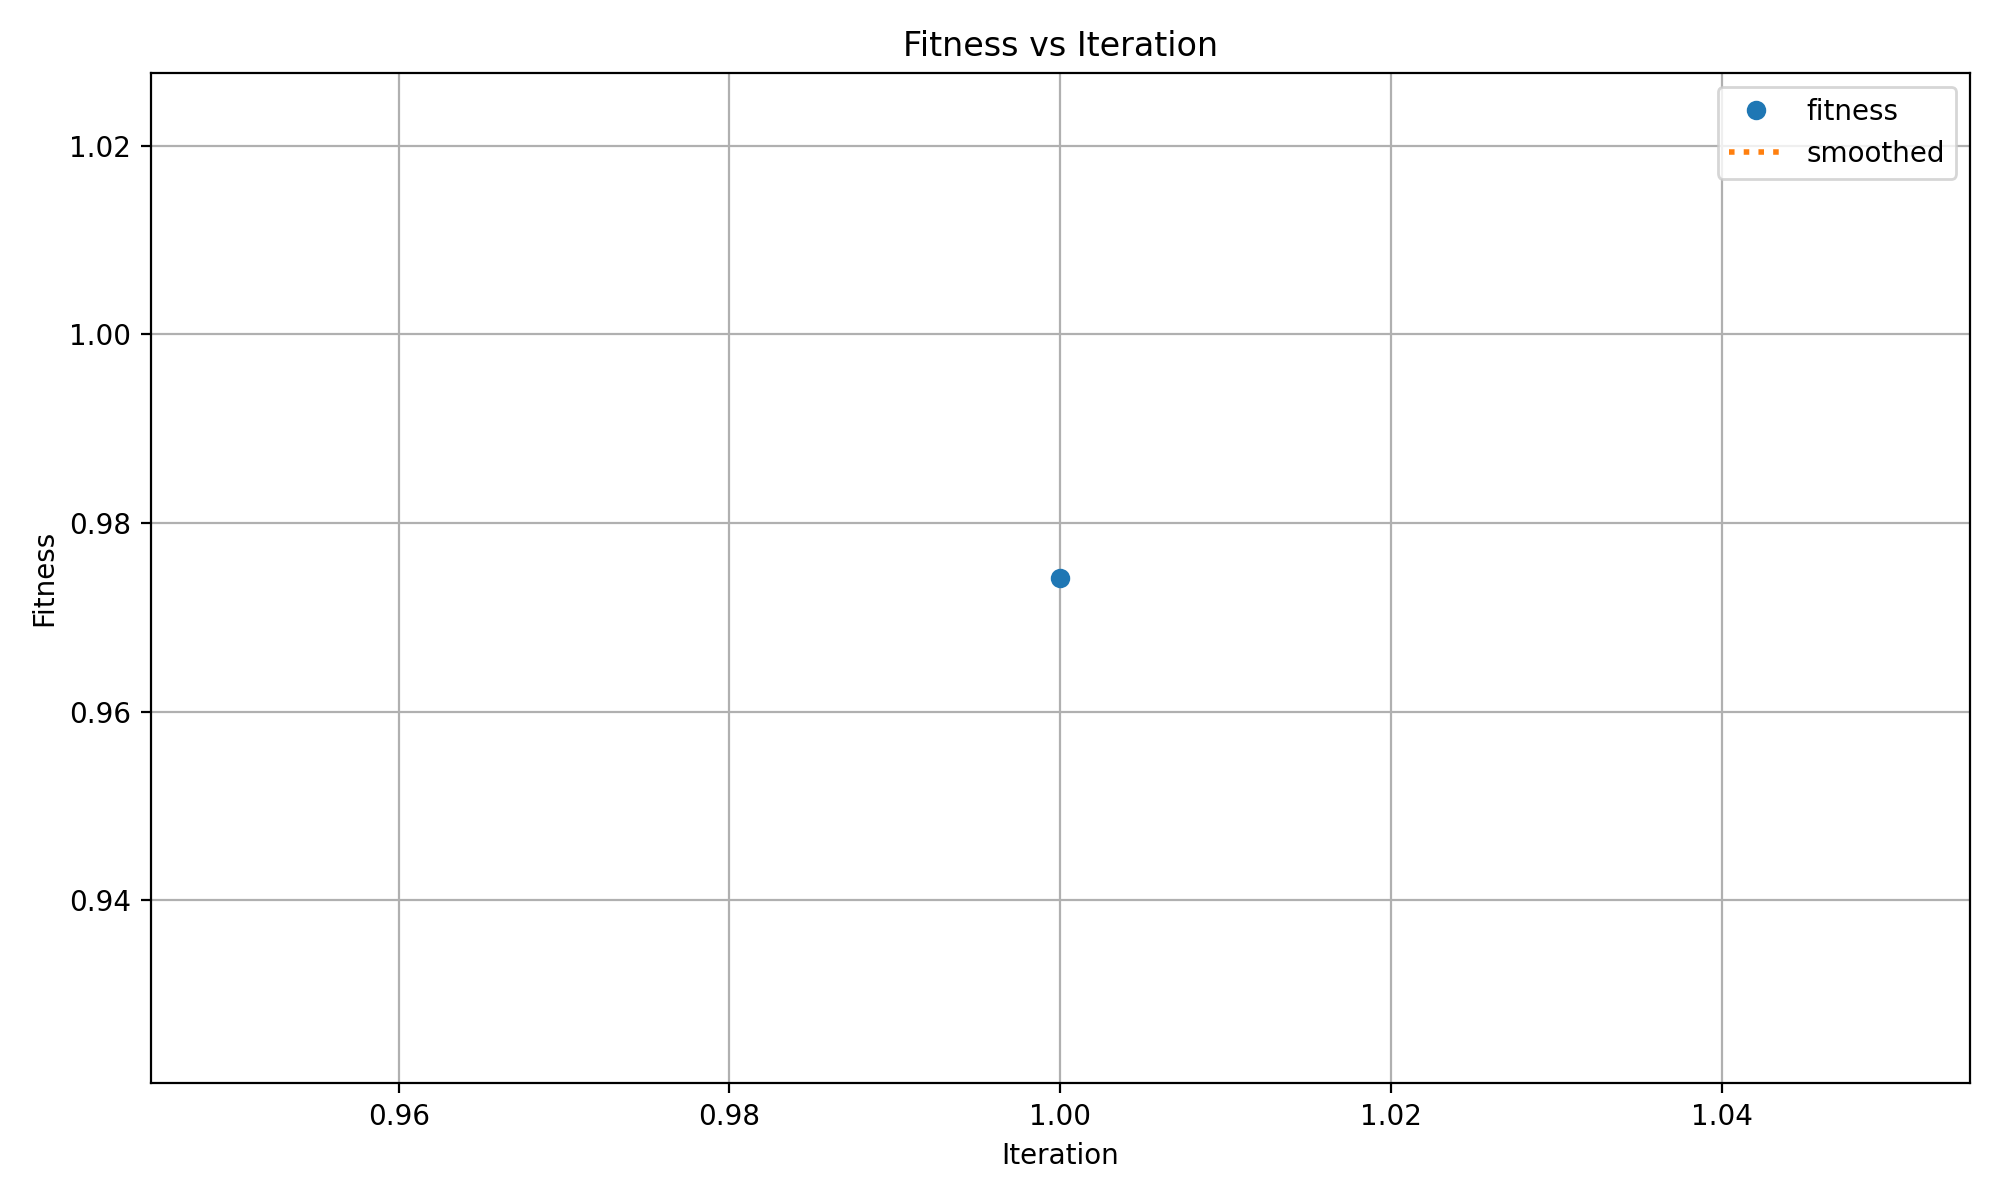 Fitness vs Iteration
fitness
smoothed
1.02
1.00
0.98
0.96
0.94
Fitness
0.96 0.98 1.00 1.02 1.04
Iteration